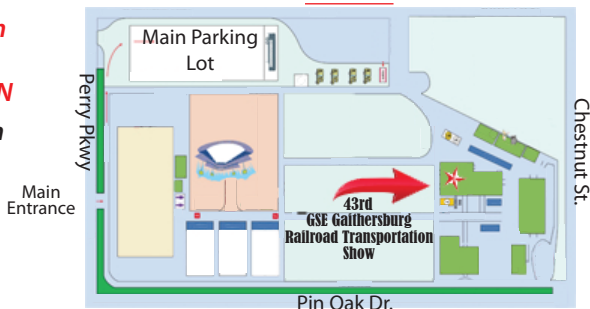 n
N
n
Main Parking
Lot
Perry Pkwy
Chestnut St.
Main
Entrance
43rd
GSE Gaithersburg
Railroad Transportation
Show
Pin Oak Dr.